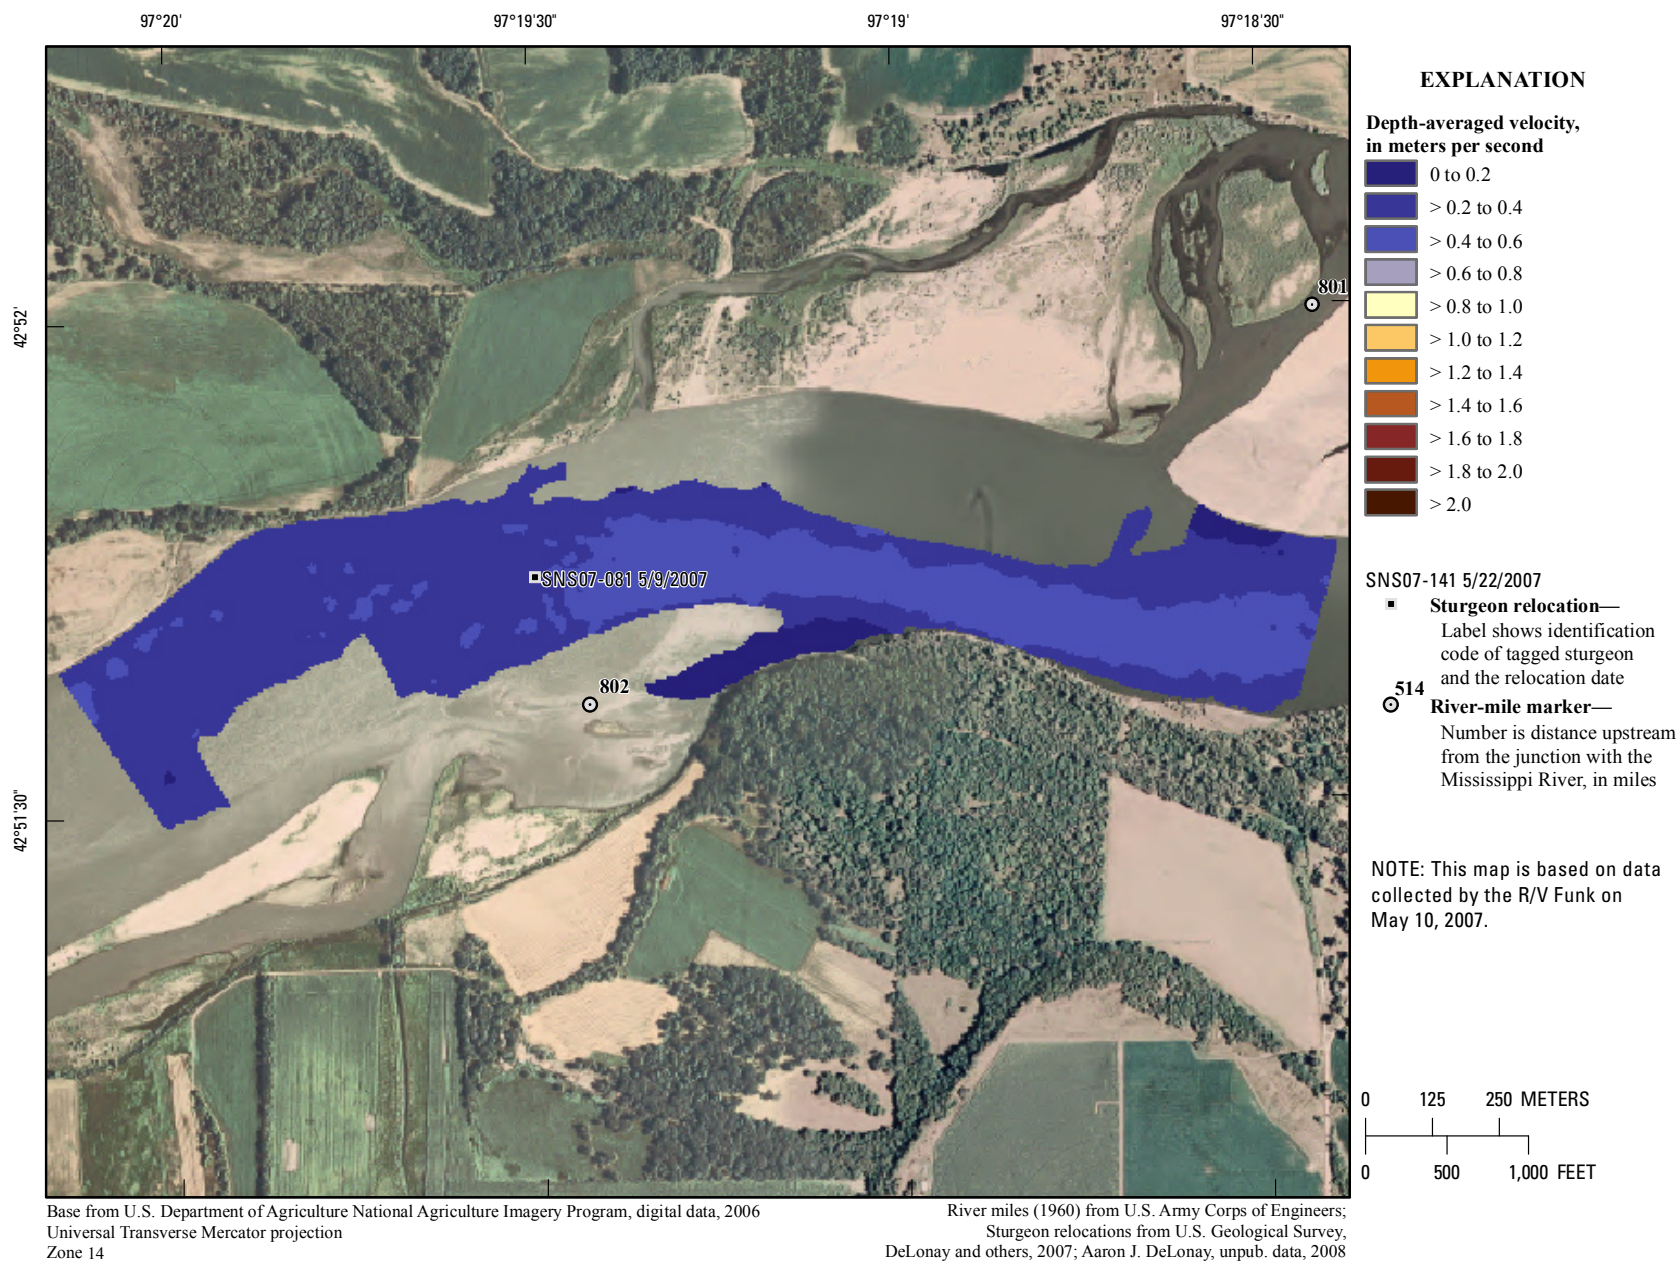 97°20'
97°19'30"
97°19'
97°18'30"
42°52'
42°51'30"
801
SNS07-081 5/9/2007
802
EXPLANATION
Depth-averaged velocity,
in meters per second
0 to 0.2
> 0.2 to 0.4
> 0.4 to 0.6
> 0.6 to 0.8
> 0.8 to 1.0
> 1.0 to 1.2
> 1.2 to 1.4
> 1.4 to 1.6
> 1.6 to 1.8
> 1.8 to 2.0
> 2.0
SNS07-141 5/22/2007
Sturgeon relocation—
Label shows identification
code of tagged sturgeon
and the relocation date
514
River-mile marker—
Number is distance upstream
from the junction with the
Mississippi River, in miles
NOTE: This map is based on data
collected by the R/V Funk on
May 10, 2007.
0 125 250 METERS
0 500 1,000 FEET
Base from U.S. Department of Agriculture National Agriculture Imagery Program, digital data, 2006
Universal Transverse Mercator projection
Zone 14
River miles (1960) from U.S. Army Corps of Engineers;
Sturgeon relocations from U.S. Geological Survey,
DeLonay and others, 2007; Aaron J. DeLonay, unpub. data, 2008